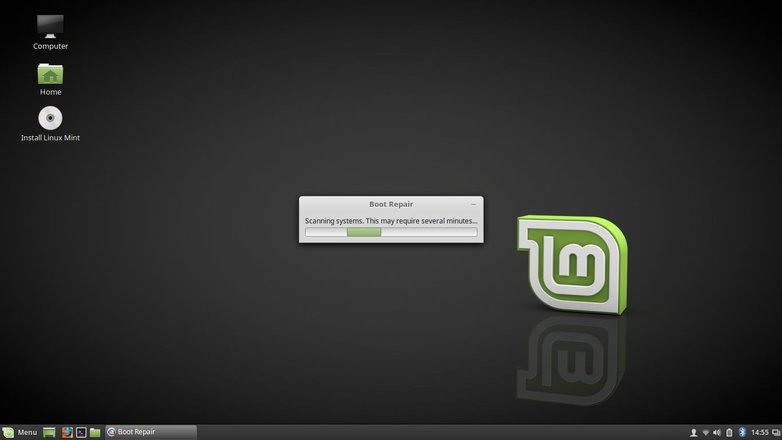 Computer
Home
Install Linux Mint
Boot Repair
Scanning systems. This may require several minutes...
Menu
Boot Repair
14:55